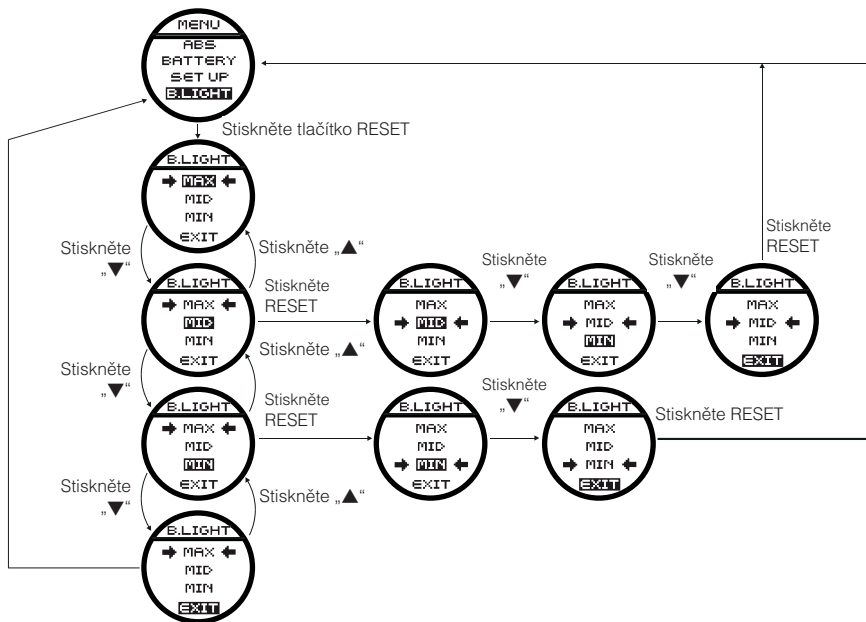 MENU
ABS
BATTERY
SET UP
B.LIGHT
Stiskněte tlačítko RESET
B.LIGHT
MAX
MID
MIN
EXIT
Stiskněte
„▼“
Stiskněte „▲“
B.LIGHT
MAX
MID
MIN
EXIT
Stiskněte
RESET
B.LIGHT
MAX
MID
MIN
EXIT
Stiskněte
„▼“
B.LIGHT
MAX
MID
MIN
EXIT
Stiskněte
„▼“
B.LIGHT
MAX
MID
MIN
EXIT
Stiskněte
RESET
Stiskněte
„▼“
Stiskněte „▲“
B.LIGHT
MAX
MID
MIN
EXIT
Stiskněte
RESET
B.LIGHT
MAX
MID
MIN
EXIT
Stiskněte
„▼“
B.LIGHT
MAX
MID
MIN
EXIT
Stiskněte RESET
Stiskněte
„▼“
Stiskněte „▲“
B.LIGHT
MAX
MID
MIN
EXIT